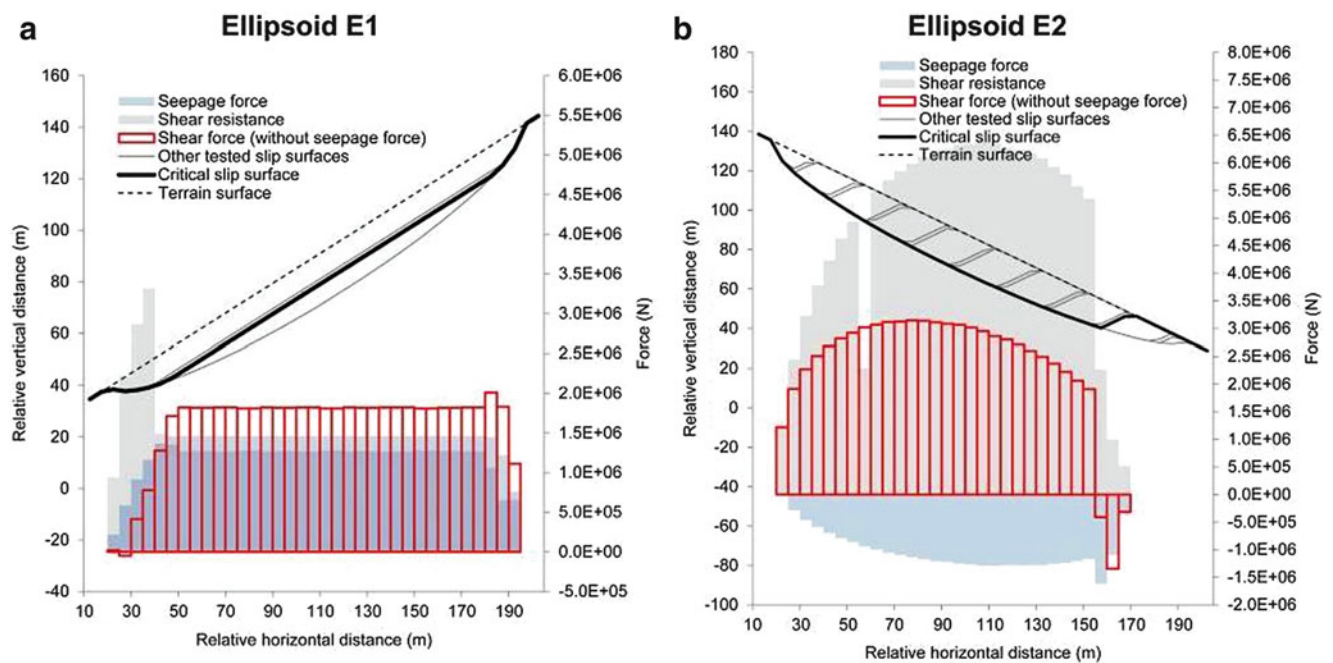 a
Ellipsoid E1
Seepage force
Shear resistance
Shear force (without seepage force)
Other tested slip surfaces
Critical slip surface
Terrain surface
160
140
120
100
80
60
40
20
0
-20
-40
Relative vertical distance (m)
6.0E+06
5.5E+06
5.0E+06
4.5E+06
4.0E+06
3.5E+06
3.0E+06
2.5E+06
2.0E+06
1.5E+06
1.0E+06
5.0E+05
0.0E+00
-5.0E+05
Force (N)
10 30 50 70 90 110 130 150 170 190
Relative horizontal distance (m)
b
Ellipsoid E2
Seepage force
Shear resistance
Shear force (without seepage force)
Other tested slip surfaces
Critical slip surface
Terrain surface
180
160
140
120
100
80
60
40
20
0
-20
-40
-60
-80
-100
Relative vertical distance (m)
8.0E+06
7.5E+06
7.0E+06
6.5E+06
6.0E+06
5.5E+06
5.0E+06
4.5E+06
4.0E+06
3.5E+06
3.0E+06
2.5E+06
2.0E+06
1.5E+06
1.0E+06
5.0E+05
0.0E+00
-5.0E+05
-1.0E+06
-1.5E+06
-2.0E+06
Force (N)
10 30 50 70 90 110 130 150 170 190
Relative horizontal distance (m)